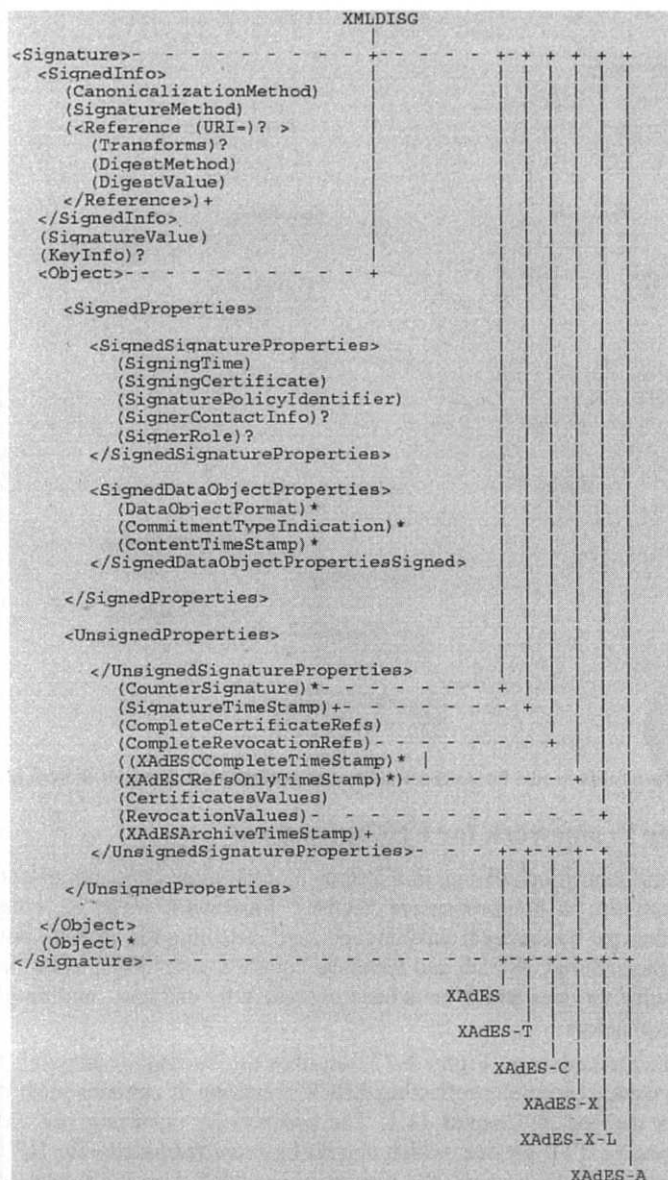 XMLDISG
|
<Signature>- - - - - - - - - +- - - - - +-+-+-+-+-+
<SignedInfo>
(CanonicalizationMethod)
(SignatureMethod)
(<Reference (URI=)? >
(Transforms)?
(DigestMethod)
(DigestValue)
</Reference>)+
</SignedInfo>
(SignatureValue)
(KeyInfo)?
<Object>- - - - - - - - - - +
<SignedProperties>
<SignedSignatureProperties>
(SigningTime)
(SigningCertificate)
(SignaturePolicyIdentifier)
(SignerContactInfo)?
(SignerRole)?
</SignedSignatureProperties>
<SignedDataObjectProperties>
(DataObjectFormat)*
(CommitmentTypeIndication)*
(ContentTimeStamp)*
</SignedDataObjectPropertiesSigned>
</SignedProperties>
<UnsignedProperties>
</UnsignedSignatureProperties>
(CounterSignature)*- - - - - - - +
(SignatureTimeStamp)+- - - - - - - +
(CompleteCertificateRefs)
(CompleteRevocationRefs)- - - - - - - +
((XAdESCCompleteTimeStamp)* |
(XAdESCRefsOnlyTimeStamp)*)- - - - - - +
(CertificatesValues)
(RevocationValues)- - - - - - - - - - - +
(XAdESArchiveTimeStamp)+
</UnsignedSignatureProperties>- - - +-+-+-+-+
</UnsignedProperties>
</Object>
(Object)*
</Signature>- - - - - - - - - - - - - - +-+-+-+-+-+
XAdES
XAdES-T
XAdES-C
XAdES-X
XAdES-X-L
XAdES-A